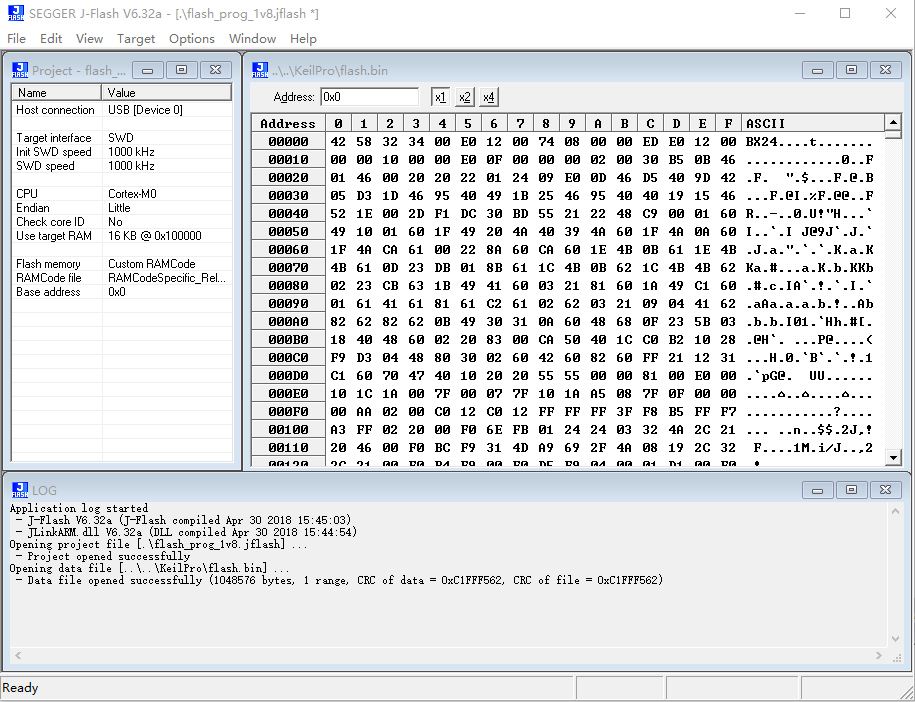 SEGGER J-Flash V6.32a - [.\flash_prog_1v8.jflash *]
File Edit View Target Options Window Help
Project - flash_...
Name Value
Host connection USB [Device 0]
Target interface SWD
Init SWD speed 1000 kHz
SWD speed 1000 kHz
CPU Cortex-M0
Endian Little
Check core ID No
Use target RAM 16 KB @ 0x100000
Flash memory Custom RAMCode
RAMCode file RAMCodeSpecific_Rel...
Base address 0x0
..\..\KeilPro\flash.bin
Address: 0x0 x1 x2 x4
Address 0 1 2 3 4 5 6 7 8 9 A B C D E F ASCII
00000 42 58 32 34 00 E0 12 00 74 08 00 00 ED E0 12 00 BX24....t.......
00010 00 00 10 00 00 E0 0F 00 00 00 02 00 30 B5 0B 46 ............0..F
00020 01 46 00 20 20 22 01 24 09 E0 0D 46 D5 40 9D 42 .F.  ".$...F.@.B
00030 05 D3 1D 46 95 40 49 1B 25 46 95 40 40 19 15 46 ...F.@I.%F.@@..F
00040 52 1E 00 2D F1 DC 30 BD 55 21 22 48 C9 00 01 60 R..-..0.U!"H...`
00050 49 10 01 60 1F 49 20 4A 40 39 4A 60 1F 4A 0A 60 I..`.I J@9J`.J.`
00060 1F 4A CA 61 00 22 8A 60 CA 60 1E 4B 0B 61 1E 4B .J.a.".`.`.K.a.K
00070 4B 61 0D 23 DB 01 8B 61 1C 4B 0B 62 1C 4B 4B 62 Ka.#...a.K.b.KKb
00080 02 23 CB 63 1B 49 41 60 03 21 81 60 1A 49 C1 60 .#.c.IA`.!.`.I.`
00090 01 61 41 61 81 61 C2 61 02 62 03 21 09 04 41 62 .aAa.a.a.b.!..Ab
000A0 82 62 82 62 0B 49 30 31 0A 60 48 68 0F 23 5B 03 .b.b.I01.`Hh.#[.
000B0 18 40 48 60 02 20 83 00 CA 50 40 1C C0 B2 10 28 .@H`. ...P@....(
000C0 F9 D3 04 48 80 30 02 60 42 60 82 60 FF 21 12 31 ...H.0.`B`.`.!.1
000D0 C1 60 70 47 40 10 20 20 55 55 00 00 81 00 E0 00 .`pG@.  UU......
000E0 10 1C 1A 00 7F 00 07 7F 10 1A A5 08 7F 0F 00 00
000F0 00 AA 02 00 C0 12 C0 12 FF FF FF 3F F8 B5 FF F7 ...........?....
00100 A3 FF 02 20 00 F0 6E FB 01 24 24 03 32 4A 2C 21 ... ..n..$$.2J,!
00110 20 46 00 F0 BC F9 31 4D A9 69 2F 4A 08 19 2C 32 F....1M.i/J..,2
LOG
Application log started
- J-Flash V6.32a (J-Flash compiled Apr 30 2018 15:45:03)
- JLinkARM.dll V6.32a (DLL compiled Apr 30 2018 15:44:54)
Opening project file [.\flash_prog_1v8.jflash] ...
- Project opened successfully
Opening data file [..\..\KeilPro\flash.bin] ...
- Data file opened successfully (1048576 bytes, 1 range, CRC of data = 0xC1FFF562, CRC of file = 0xC1FFF562)
Ready